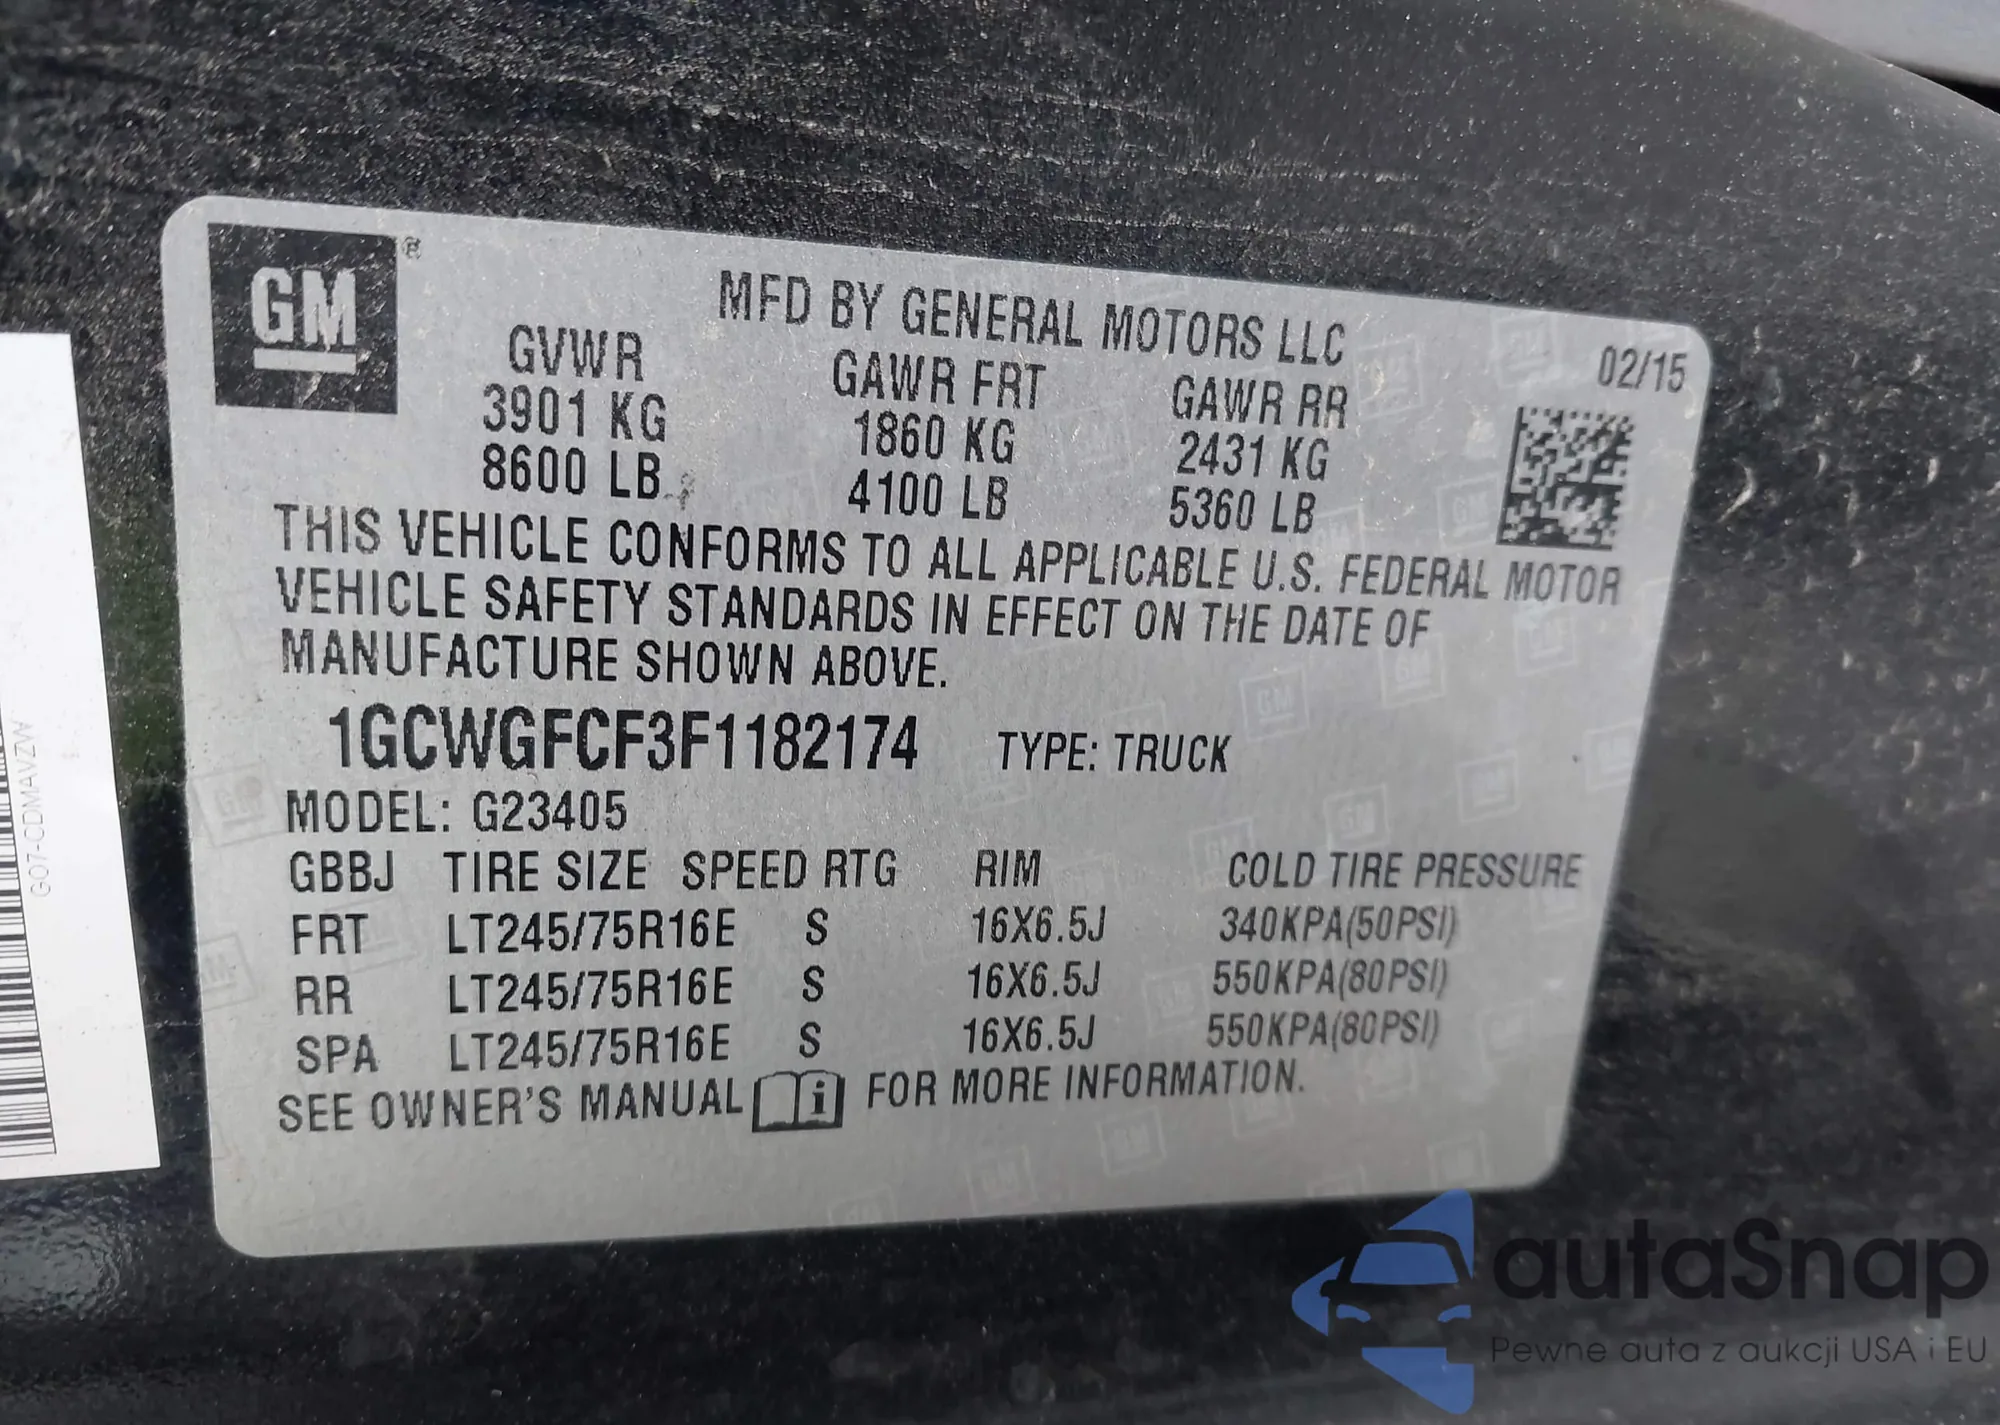 GM®
MFD BY GENERAL MOTORS LLC
02/15
GVWR GAWR FRT GAWR RR
3901 KG 1860 KG 2431 KG
8600 LB 4100 LB 5360 LB
THIS VEHICLE CONFORMS TO ALL APPLICABLE U.S. FEDERAL MOTOR
VEHICLE SAFETY STANDARDS IN EFFECT ON THE DATE OF
MANUFACTURE SHOWN ABOVE.
1GCWGFCF3F1182174 TYPE: TRUCK
MODEL: G23405
GBBJ TIRE SIZE SPEED RTG RIM COLD TIRE PRESSURE
FRT LT245/75R16E S 16X6.5J 340KPA(50PSI)
RR LT245/75R16E S 16X6.5J 550KPA(80PSI)
SPA LT245/75R16E S 16X6.5J 550KPA(80PSI)
SEE OWNER'S MANUAL i FOR MORE INFORMATION.
G07-CDMAVZW
autaSnap
Pewne auta z aukcji USA i EU